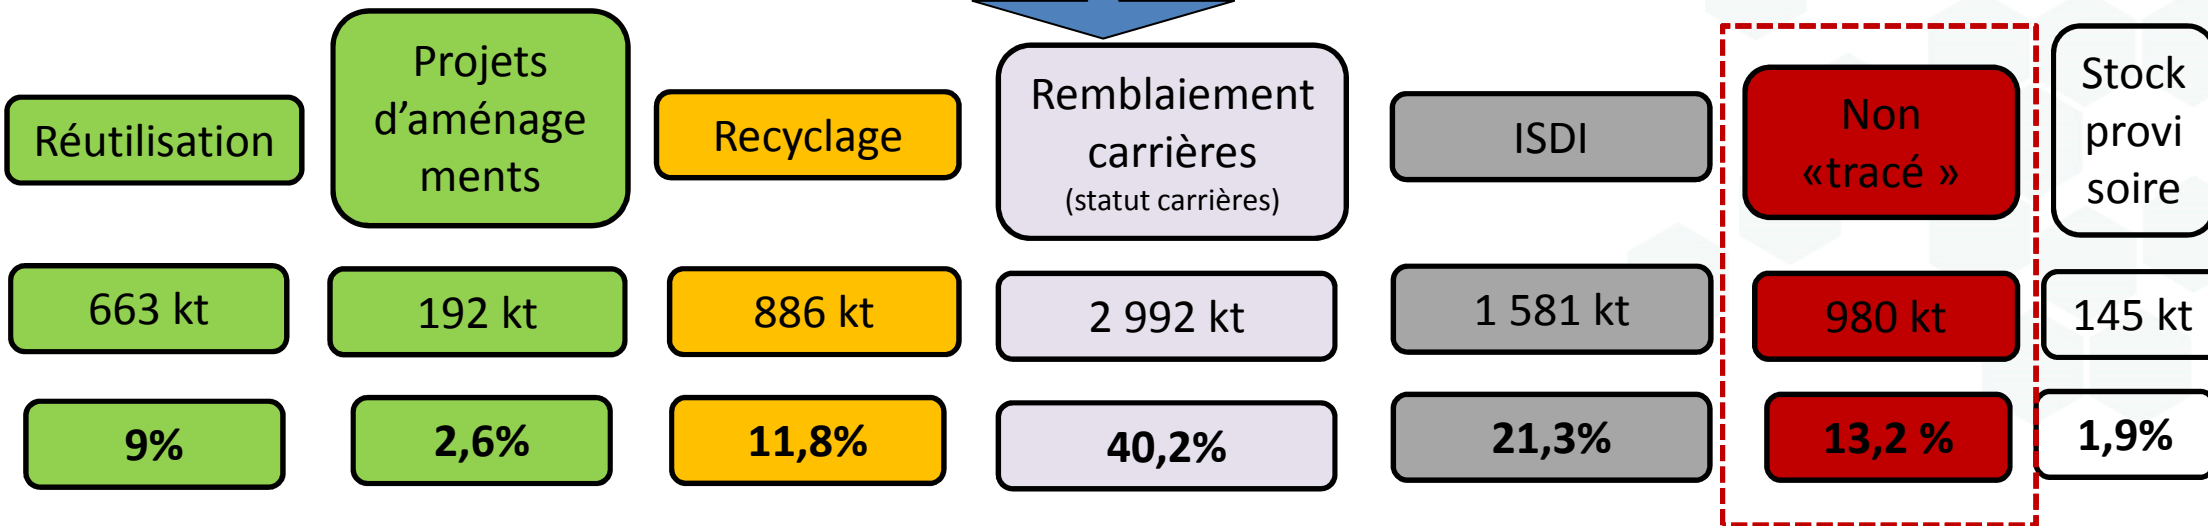 Réutilisation
Projets
d’aménage
ments
Recyclage
Remblaiement
carrières
(statut carrières)
ISDI
Non
«tracé »
Stock
provi
soire
663 kt
192 kt
886 kt
2 992 kt
1 581 kt
980 kt
145 kt
9%
2,6%
11,8%
40,2%
21,3%
13,2 %
1,9%